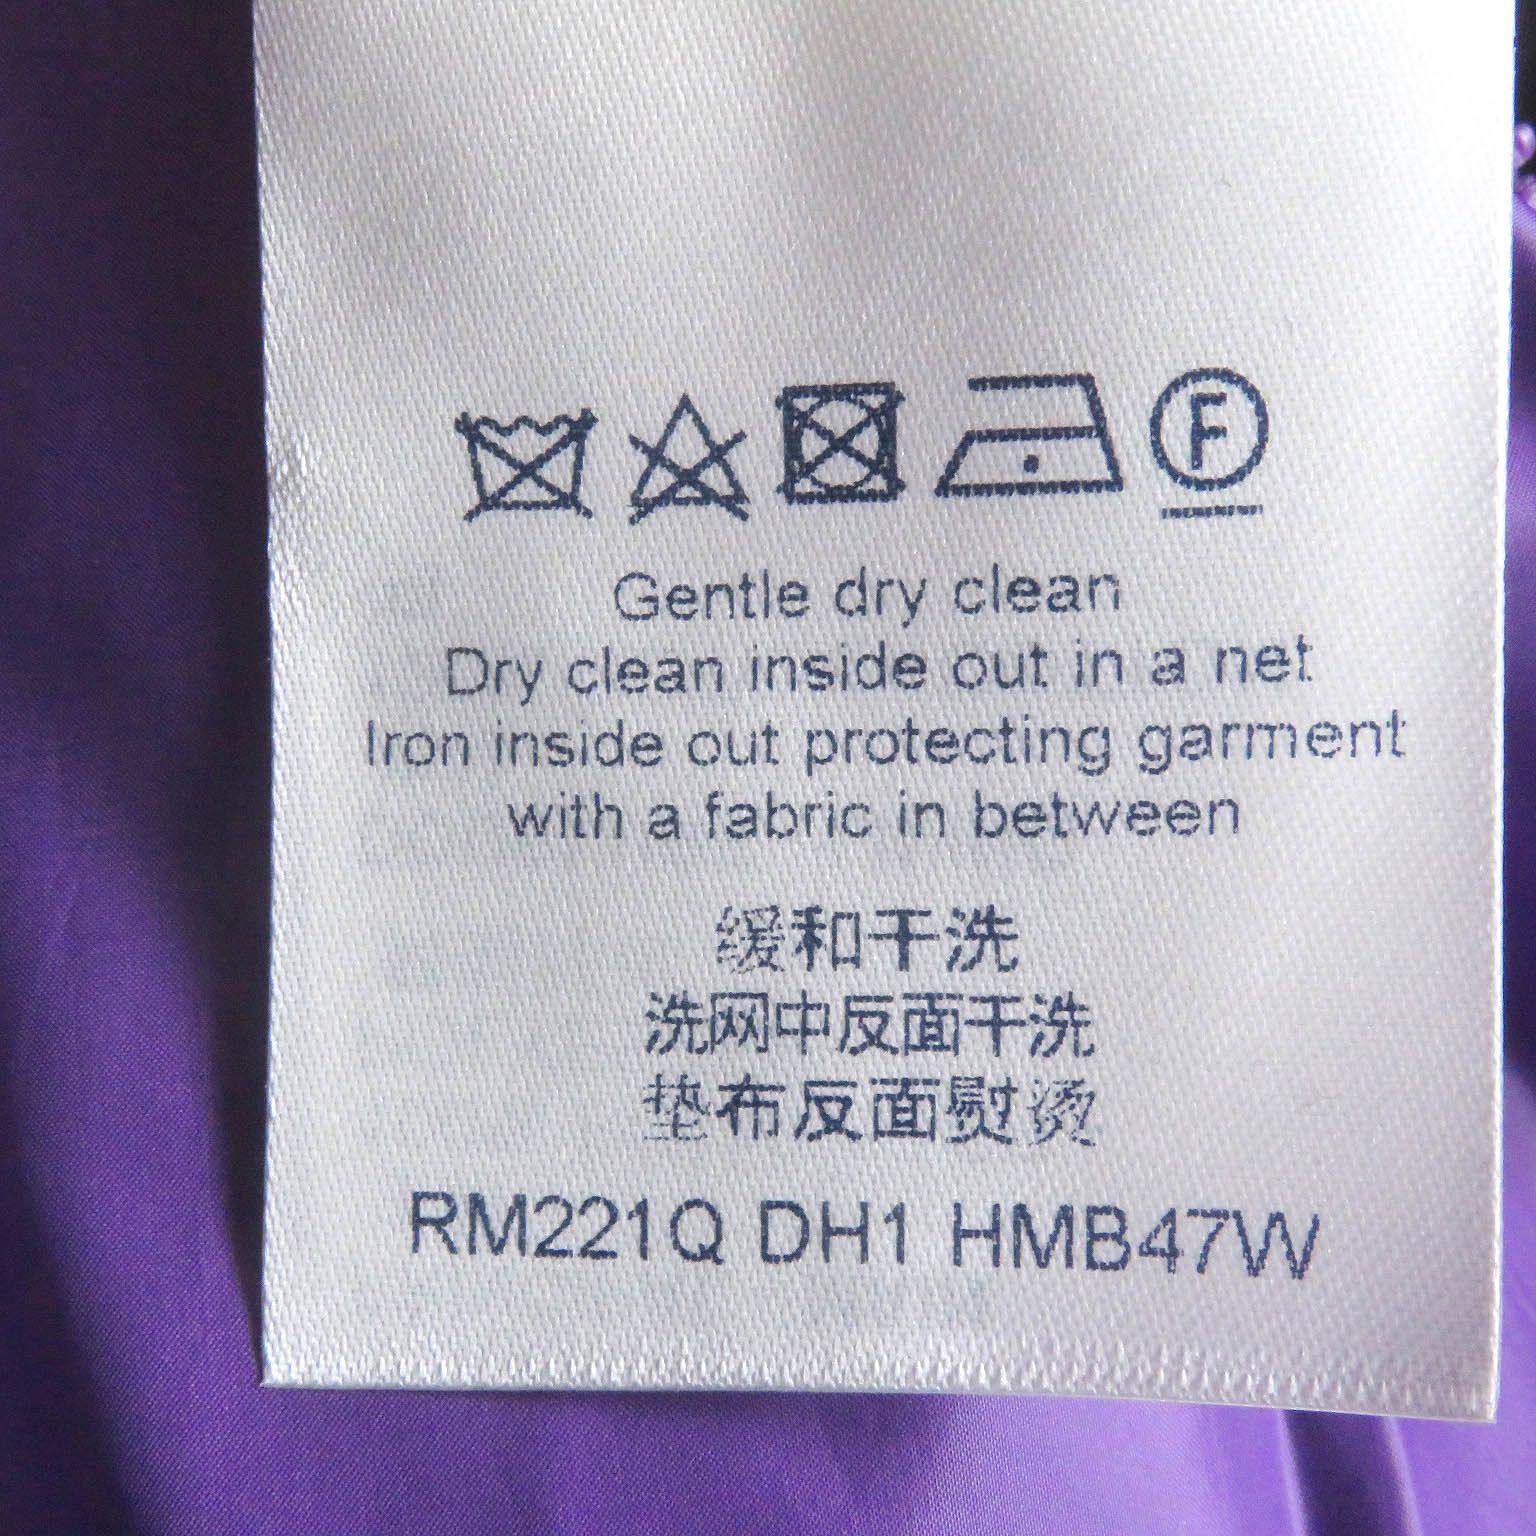 F
Gentle dry clean
Dry clean inside out in a net
Iron inside out protecting garment
with a fabric in between
缓和干洗
洗网中反面干洗
垫布反面熨烫
RM221Q DH1 HMB47W